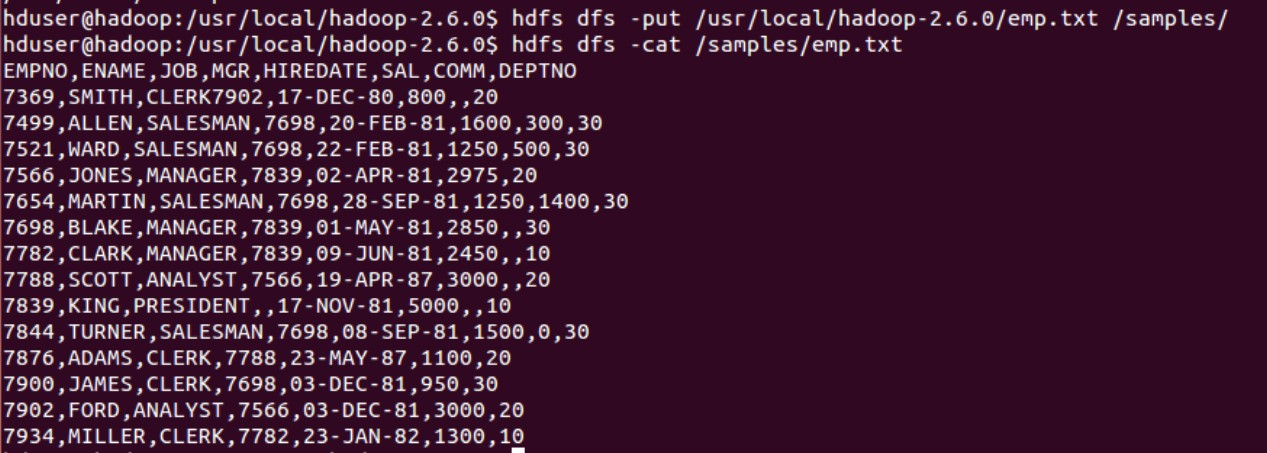 hduser@hadoop:/usr/local/hadoop-2.6.0$ hdfs dfs -put /usr/local/hadoop-2.6.0/emp.txt /samples/
hduser@hadoop:/usr/local/hadoop-2.6.0$ hdfs dfs -cat /samples/emp.txt
EMPNO,ENAME,JOB,MGR,HIREDATE,SAL,COMM,DEPTNO
7369,SMITH,CLERK7902,17-DEC-80,800,,20
7499,ALLEN,SALESMAN,7698,20-FEB-81,1600,300,30
7521,WARD,SALESMAN,7698,22-FEB-81,1250,500,30
7566,JONES,MANAGER,7839,02-APR-81,2975,20
7654,MARTIN,SALESMAN,7698,28-SEP-81,1250,1400,30
7698,BLAKE,MANAGER,7839,01-MAY-81,2850,,30
7782,CLARK,MANAGER,7839,09-JUN-81,2450,,10
7788,SCOTT,ANALYST,7566,19-APR-87,3000,,20
7839,KING,PRESIDENT,,17-NOV-81,5000,,10
7844,TURNER,SALESMAN,7698,08-SEP-81,1500,0,30
7876,ADAMS,CLERK,7788,23-MAY-87,1100,20
7900,JAMES,CLERK,7698,03-DEC-81,950,30
7902,FORD,ANALYST,7566,03-DEC-81,3000,20
7934,MILLER,CLERK,7782,23-JAN-82,1300,10